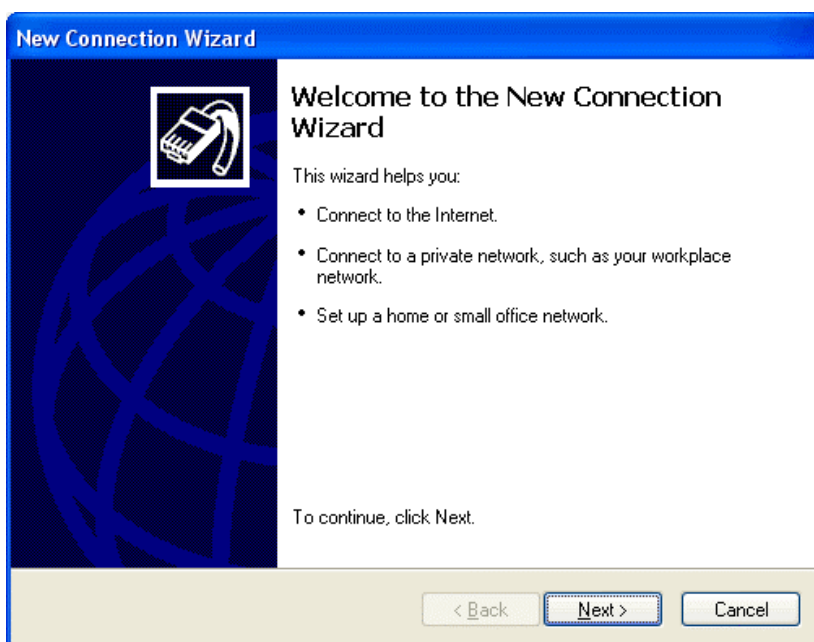 New Connection Wizard
Welcome to the New Connection
Wizard
This wizard helps you:
• Connect to the Internet.
• Connect to a private network, such as your workplace
network.
• Set up a home or small office network.
To continue, click Next.
< Back Next > Cancel